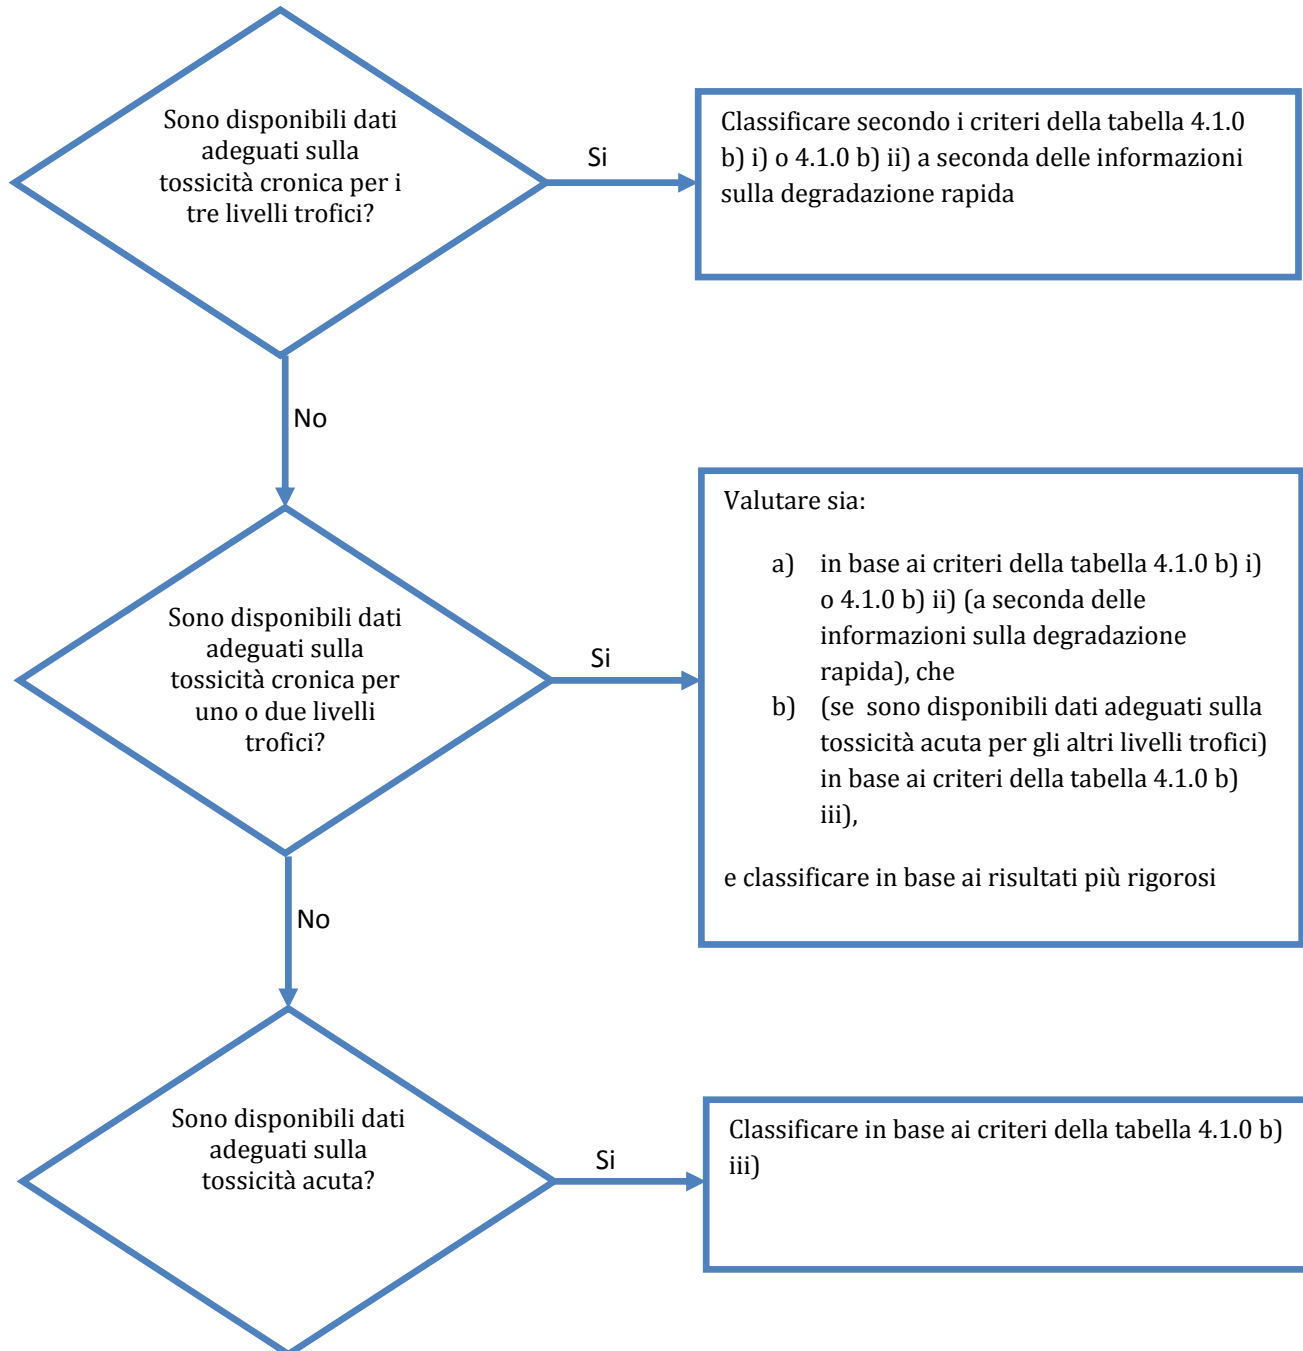 Sono disponibili dati
adeguati sulla
tossicità cronica per i
tre livelli trofici?
Si
Classificare secondo i criteri della tabella 4.1.0
b) i) o 4.1.0 b) ii) a seconda delle informazioni
sulla degradazione rapida
No
Sono disponibili dati
adeguati sulla
tossicità cronica per
uno o due livelli
trofici?
Si
Valutare sia:
a) in base ai criteri della tabella 4.1.0 b) i)
o 4.1.0 b) ii) (a seconda delle
informazioni sulla degradazione
rapida), che
b) (se sono disponibili dati adeguati sulla
tossicità acuta per gli altri livelli trofici)
in base ai criteri della tabella 4.1.0 b)
iii),
e classificare in base ai risultati più rigorosi
No
Sono disponibili dati
adeguati sulla
tossicità acuta?
Si
Classificare in base ai criteri della tabella 4.1.0 b)
iii)